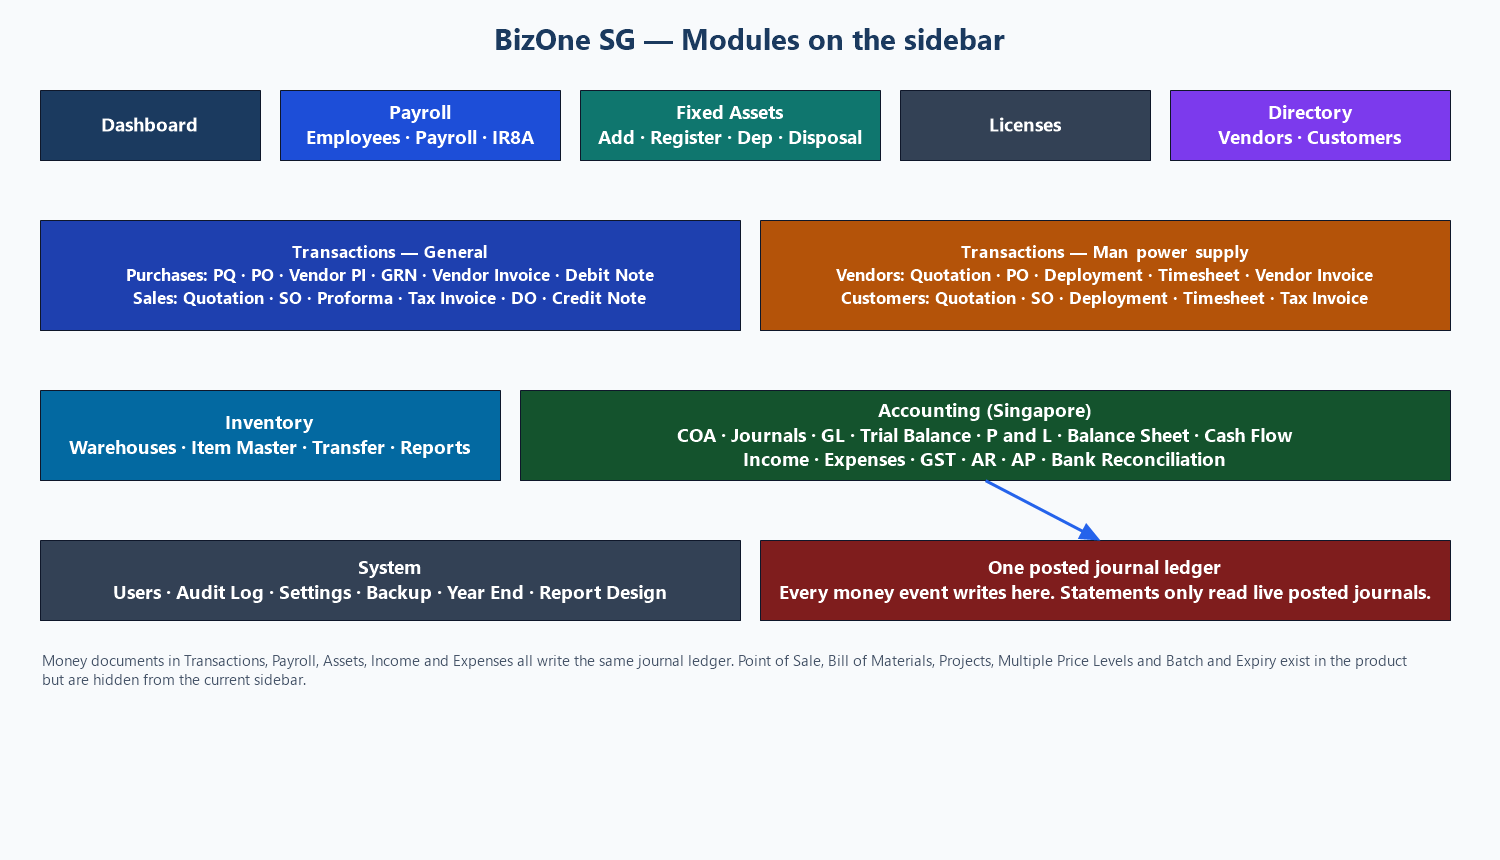 BizOne SG — Modules on the sidebar
Dashboard
Payroll
Employees · Payroll · IR8A
Fixed Assets
Add · Register · Dep · Disposal
Licenses
Directory
Vendors · Customers
Transactions — General
Purchases: PQ · PO · Vendor PI · GRN · Vendor Invoice · Debit Note
Sales: Quotation · SO · Proforma · Tax Invoice · DO · Credit Note
Transactions — Man power supply
Vendors: Quotation · PO · Deployment · Timesheet · Vendor Invoice
Customers: Quotation · SO · Deployment · Timesheet · Tax Invoice
Inventory
Warehouses · Item Master · Transfer · Reports
Accounting (Singapore)
COA · Journals · GL · Trial Balance · P and L · Balance Sheet · Cash Flow
Income · Expenses · GST · AR · AP · Bank Reconciliation
System
Users · Audit Log · Settings · Backup · Year End · Report Design
One posted journal ledger
Every money event writes here. Statements only read live posted journals.
Money documents in Transactions, Payroll, Assets, Income and Expenses all write the same journal ledger. Point of Sale, Bill of Materials, Projects, Multiple Price Levels and Batch and Expiry exist in the product
but are hidden from the current sidebar.